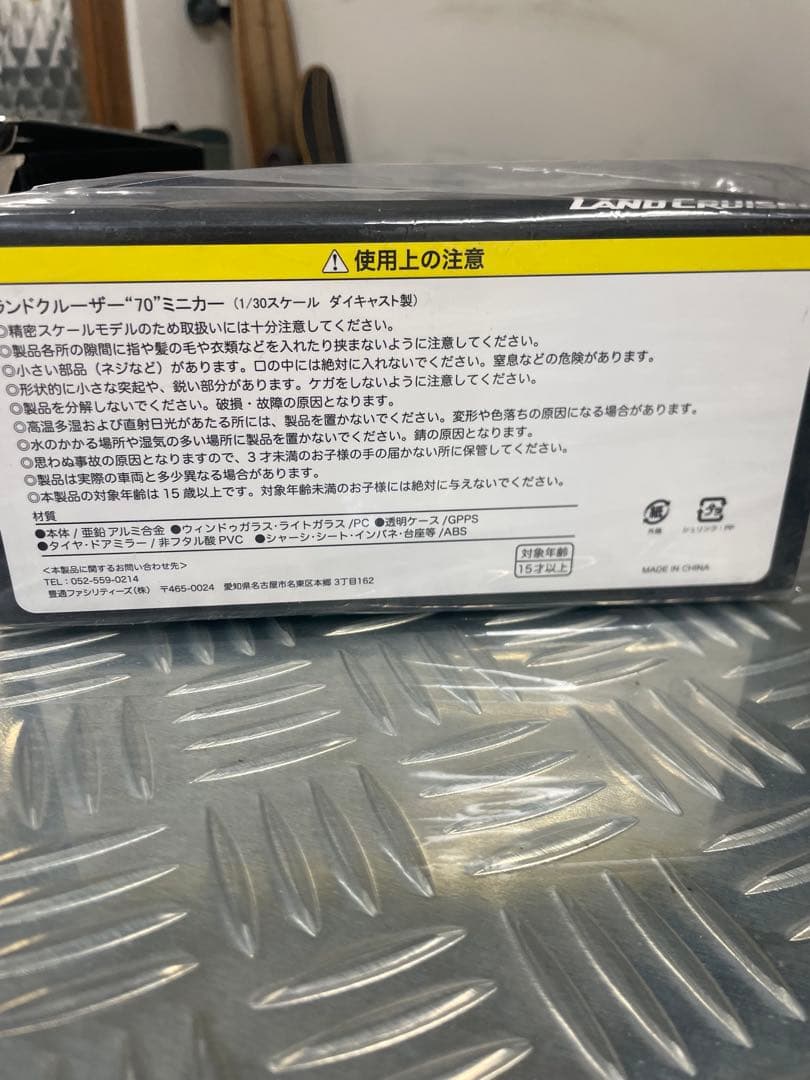 LAND CRUISE
⚠使用上の注意
ランドクルーザー“70”ミニカー（1/30スケール ダイキャスト製）
◎精密スケールモデルのため取扱いには十分注意してください。
◎製品各所の隙間に指や髪の毛や衣類などを入れたり挟まないように注意してください。
◎小さい部品（ネジなど）があります。口の中には絶対に入れないでください。窒息などの危険があります。
◎形状的に小さな突起や、鋭い部分があります。ケガをしないように注意してください。
◎製品を分解しないでください。破損・故障の原因となります。
◎高温多湿および直射日光があたる所には、製品を置かないでください。変形や色落ちの原因になる場合があります。
◎水のかかる場所や湿気の多い場所に製品を置かないでください。錆の原因となります。
◎思わぬ事故の原因となりますので、3才未満のお子様の手の届かない所に保管してください。
◎製品は実際の車両と多少異なる場合があります。
◎本製品の対象年齢は15歳以上です。対象年齢未満のお子様には絶対に与えないでください。
材質
●本体 / 亜鉛 アルミ合金 ●ウィンドゥガラス・ライトガラス /PC ●透明ケース /GPPS
●タイヤ・ドアミラー / 非フタル酸 PVC ●シャーシ・シート・インパネ・台座等 /ABS
紙
外箱
プラ
シュリンク：PP
対象年齢
15才以上
MADE IN CHINA
<本製品に関するお問い合わせ先>
TEL：052-559-0214
豊通ファシリティーズ（株） 〒465-0024 愛知県名古屋市名東区本郷 3丁目162